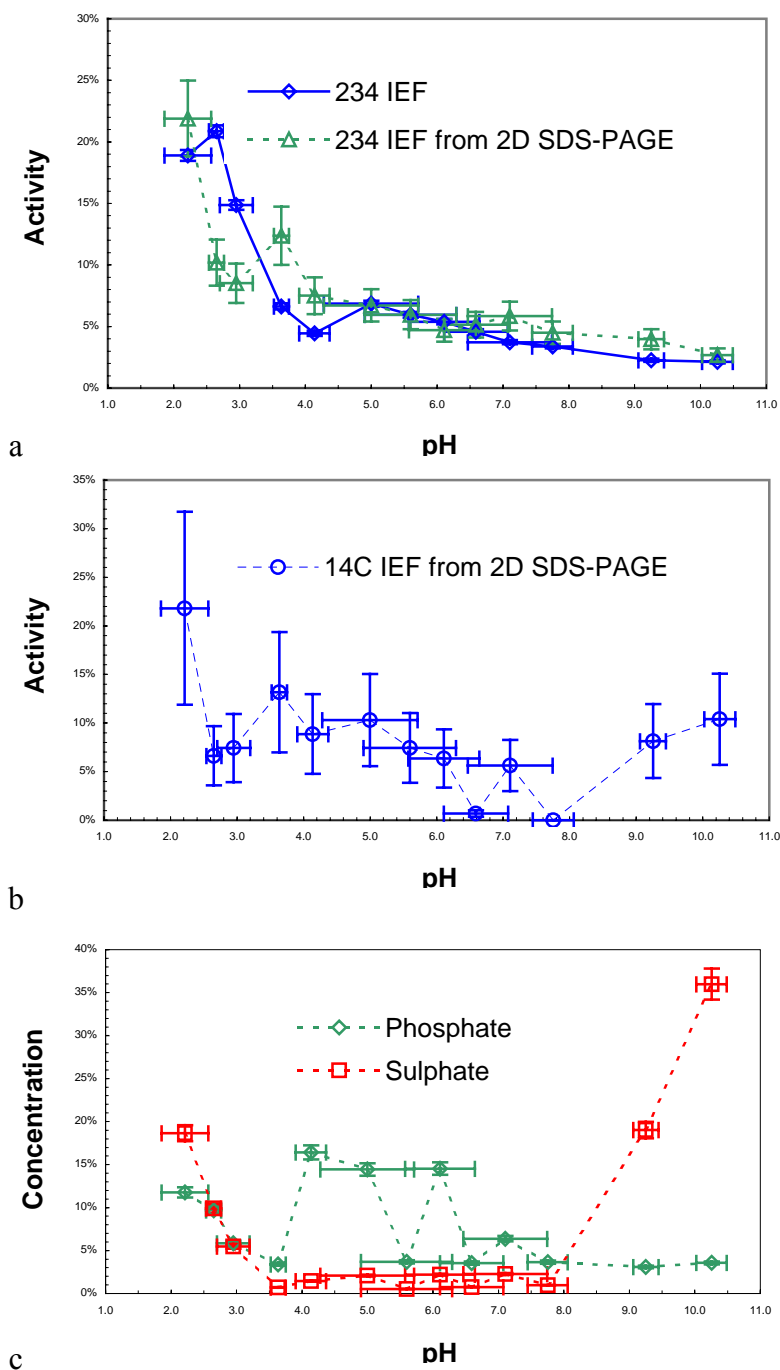 30%
25%
20%
15%
10%
5%
0%
Activity
234 IEF
234 IEF from 2D SDS-PAGE
1.0 2.0 3.0 4.0 5.0 6.0 7.0 8.0 9.0 10.0 11.0
pH
a
35%
30%
25%
20%
15%
10%
5%
0%
Activity
14C IEF from 2D SDS-PAGE
1.0 2.0 3.0 4.0 5.0 6.0 7.0 8.0 9.0 10.0 11.0
pH
b
40%
35%
30%
25%
20%
15%
10%
5%
0%
Concentration
Phosphate
Sulphate
1.0 2.0 3.0 4.0 5.0 6.0 7.0 8.0 9.0 10.0 11.0
pH
c